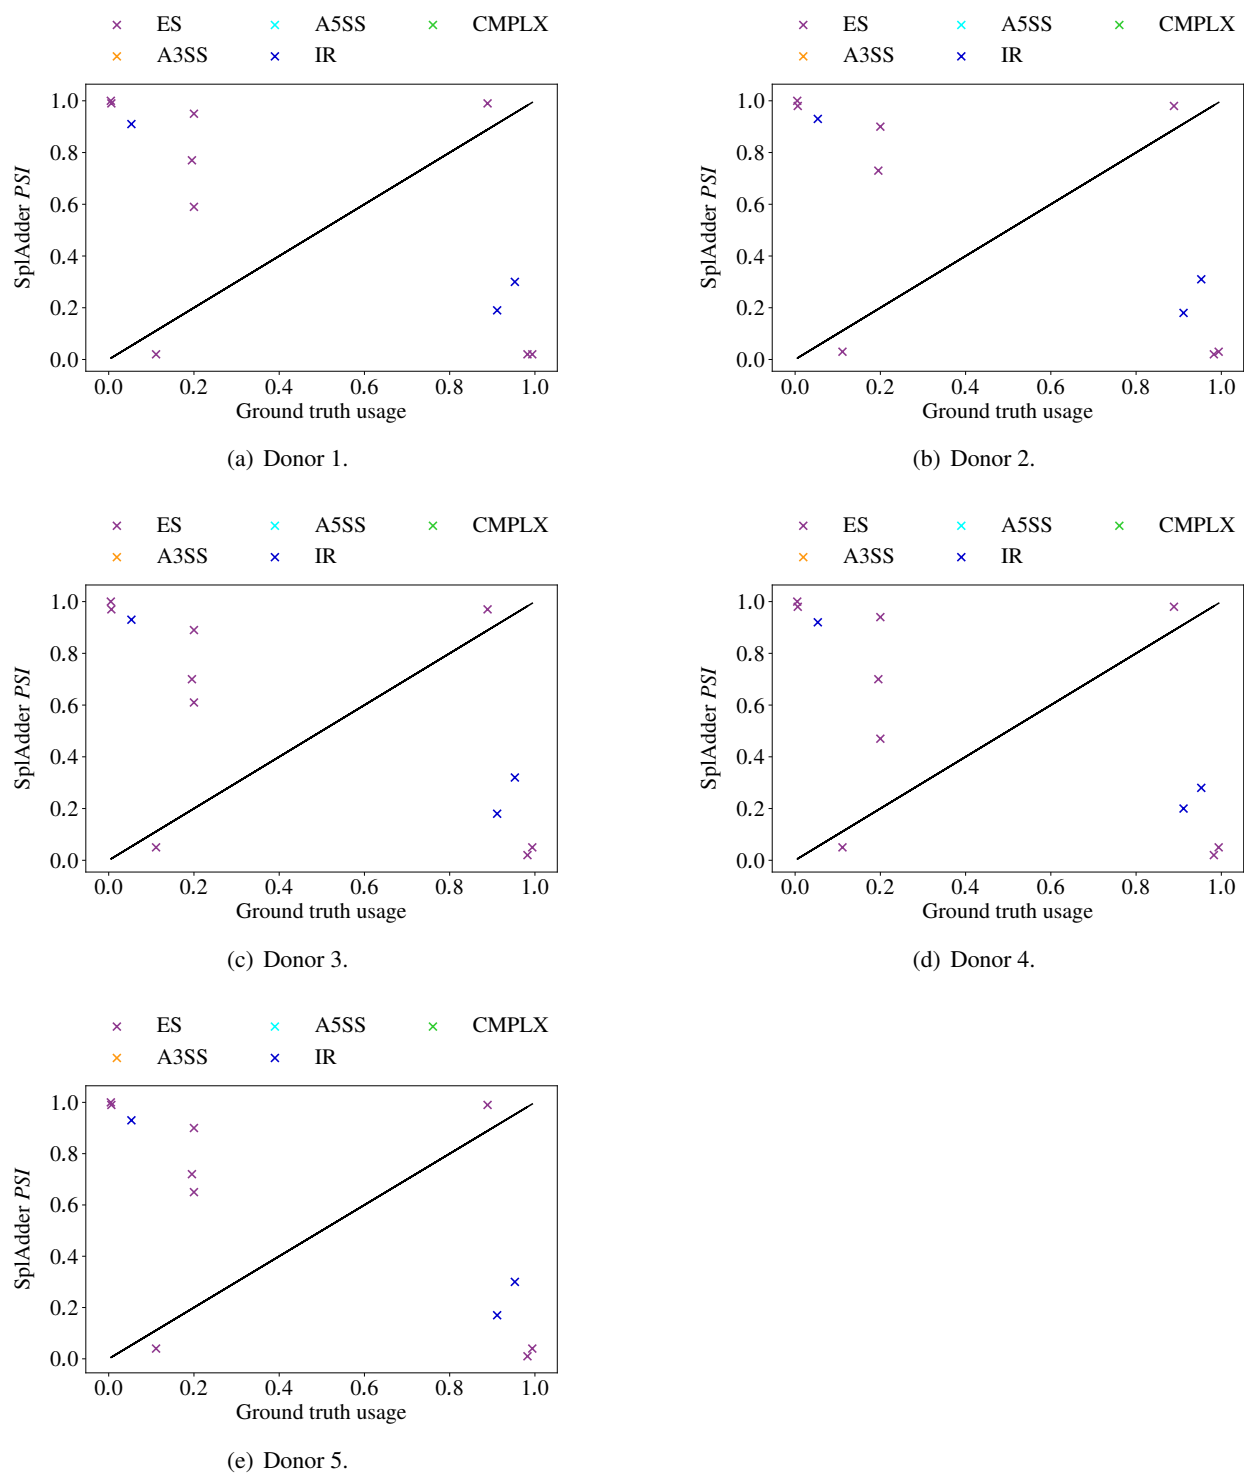 ES A5SS CMPLX
A3SS IR
1.0
0.8
0.6
0.4
0.2
0.0
SplAdder PSI
0.0 0.2 0.4 0.6 0.8 1.0
Ground truth usage
(a) Donor 1.
ES A5SS CMPLX
A3SS IR
1.0
0.8
0.6
0.4
0.2
0.0
SplAdder PSI
0.0 0.2 0.4 0.6 0.8 1.0
Ground truth usage
(b) Donor 2.
ES A5SS CMPLX
A3SS IR
1.0
0.8
0.6
0.4
0.2
0.0
SplAdder PSI
0.0 0.2 0.4 0.6 0.8 1.0
Ground truth usage
(c) Donor 3.
ES A5SS CMPLX
A3SS IR
1.0
0.8
0.6
0.4
0.2
0.0
SplAdder PSI
0.0 0.2 0.4 0.6 0.8 1.0
Ground truth usage
(d) Donor 4.
ES A5SS CMPLX
A3SS IR
1.0
0.8
0.6
0.4
0.2
0.0
SplAdder PSI
0.0 0.2 0.4 0.6 0.8 1.0
Ground truth usage
(e) Donor 5.